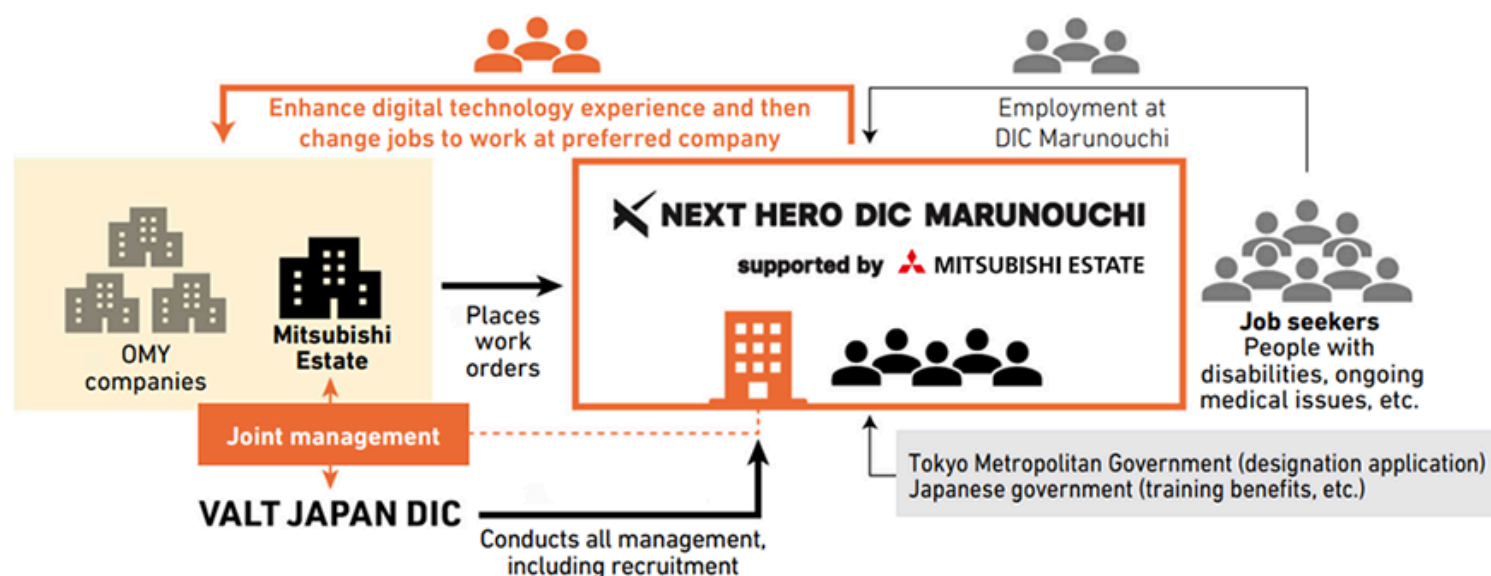 Enhance digital technology experience and then
change jobs to work at preferred company
Employment at
DIC Marunouchi
NEXT HERO DIC MARUNOUCHI
supported by MITSUBISHI ESTATE
OMY
companies
Mitsubishi
Estate
Places
work
orders
Job seekers
People with
disabilities, ongoing
medical issues, etc.
Joint management
VALT JAPAN DIC
Conducts all management,
including recruitment
Tokyo Metropolitan Government (designation application)
Japanese government (training benefits, etc.)